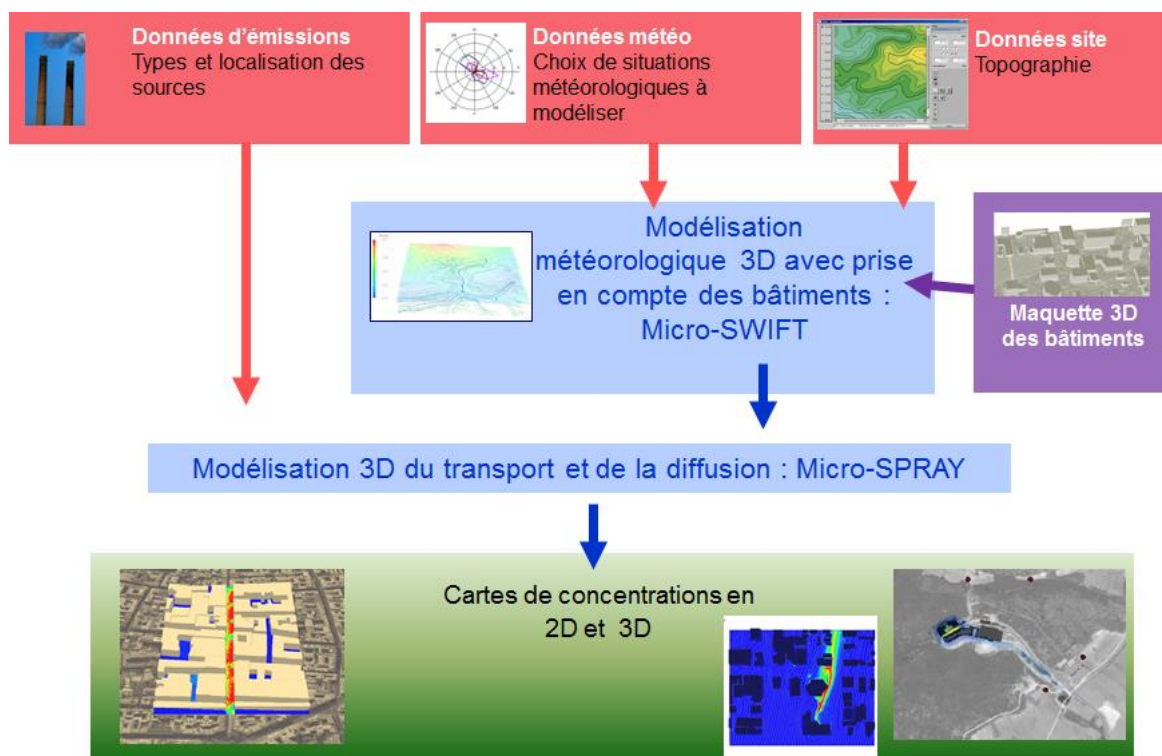 Données d'émissions
Types et localisation des
sources
Données météo
Choix de situations
météorologiques à
modéliser
Données site
Topographie
Modélisation
météorologique 3D avec prise
en compte des bâtiments :
Micro-SWIFT
Maquette 3D
des bâtiments
Modélisation 3D du transport et de la diffusion : Micro-SPRAY
Cartes de concentrations en
2D et 3D